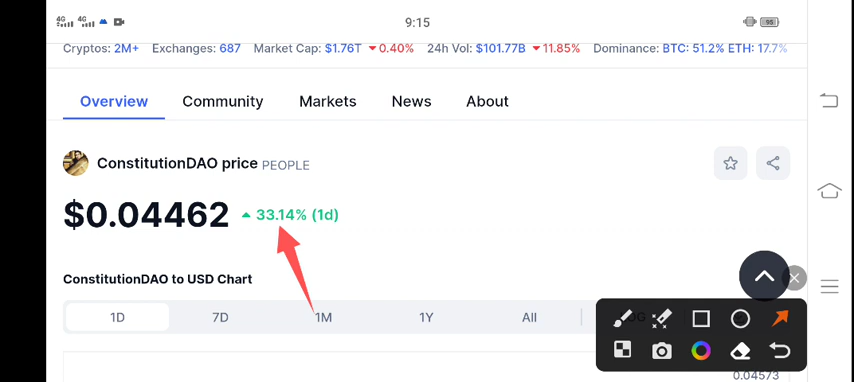 4G 4G 9:15 95
Cryptos: 2M+ Exchanges: 687 Market Cap: $1.76T 0.40% 24h Vol: $101.77B 11.85% Dominance: BTC: 51.2% ETH: 17.7%
Overview Community Markets News About
ConstitutionDAO price PEOPLE
$0.04462 33.14% (1d)
ConstitutionDAO to USD Chart
1D 7D 1M 1Y All
0.04573